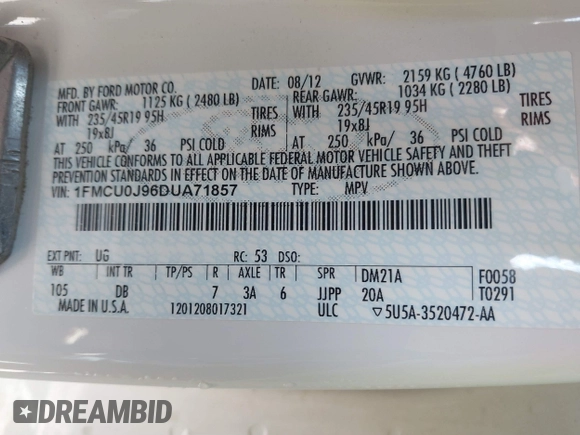 MFD. BY FORD MOTOR CO. DATE: 08/12 GVWR: 2159 KG ( 4760 LB)
FRONT GAWR: 1125 KG ( 2480 LB) REAR GAWR: 1034 KG ( 2280 LB)
WITH 235/45R19 95H TIRES WITH 235/45R19 95H TIRES
19x8J RIMS 19x8J RIMS
AT 250 kPa/ 36 PSI COLD AT 250 kPa/ 36 PSI COLD
THIS VEHICLE CONFORMS TO ALL APPLICABLE FEDERAL MOTOR VEHICLE SAFETY AND THEFT
PREVENTION STANDARDS IN EFFECT ON THE DATE OF MANUFACTURE SHOWN ABOVE.
VIN: 1FMCU0J96DUA71857 TYPE: MPV
EXT PNT: UG RC: 53 DSO:
WB INT TR TP/PS R AXLE TR SPR DM21A F0058
105 DB 7 3A 6 JJPP 20A T0291
MADE IN U.S.A. 1201208017321 ULC ▽5U5A-3520472-AA
DREAMBID